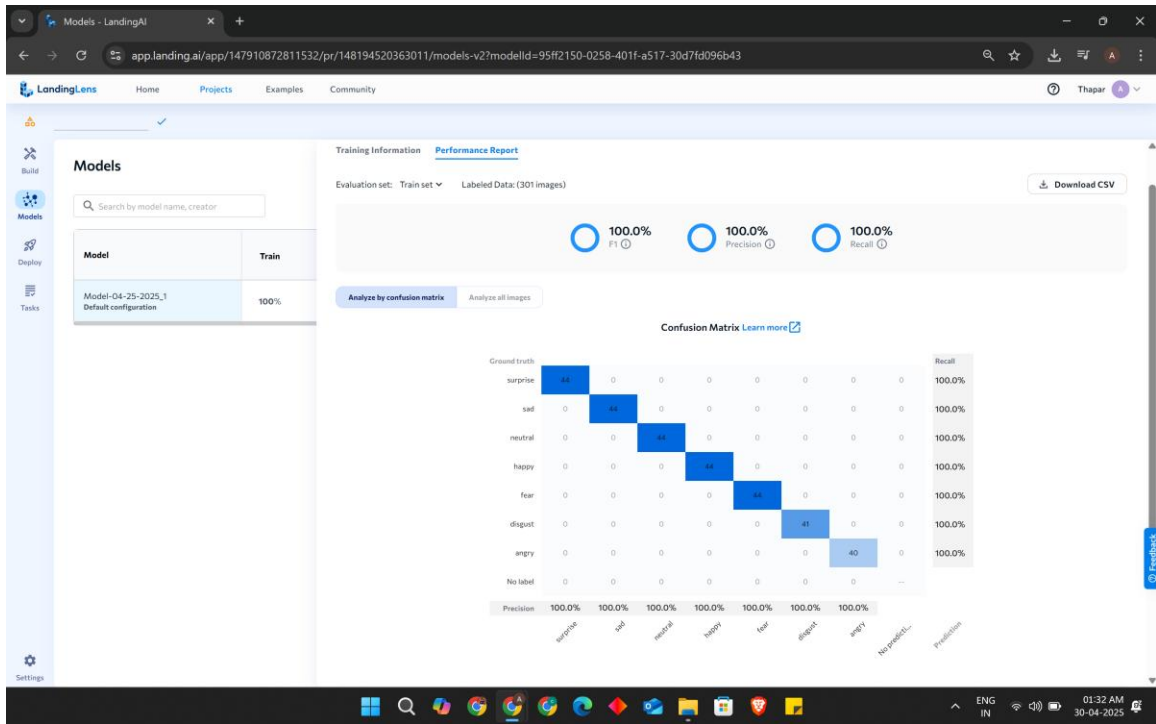 Models - LandingAI
app.landing.ai/app/147910872811532/pr/148194520363011/models-v2?modelId=95ff2150-0258-401f-a517-30d7fd096b43
A
LandingLens Home Projects Examples Community Thapar A
Build
Models
Deploy
Tasks
Settings
Models
Search by model name, creator
Model Train
Model-04-25-2025_1 100%
Default configuration
Training Information Performance Report
Evaluation set: Train set Labeled Data: (301 images) Download CSV
100.0% 100.0% 100.0%
F1 Precision Recall
Analyze by confusion matrix Analyze all images
Confusion Matrix Learn more
Ground truth Recall
surprise 44 0 0 0 0 0 0 0 100.0%
sad 0 44 0 0 0 0 0 0 100.0%
neutral 0 0 44 0 0 0 0 0 100.0%
happy 0 0 0 44 0 0 0 0 100.0%
fear 0 0 0 0 44 0 0 0 100.0%
disgust 0 0 0 0 0 41 0 0 100.0%
angry 0 0 0 0 0 0 40 0 100.0%
No label 0 0 0 0 0 0 0 --
Precision 100.0% 100.0% 100.0% 100.0% 100.0% 100.0% 100.0%
surprise sad neutral happy fear disgust angry No predicti... Prediction
Feedback
ENG 01:32 AM
IN 30-04-2025